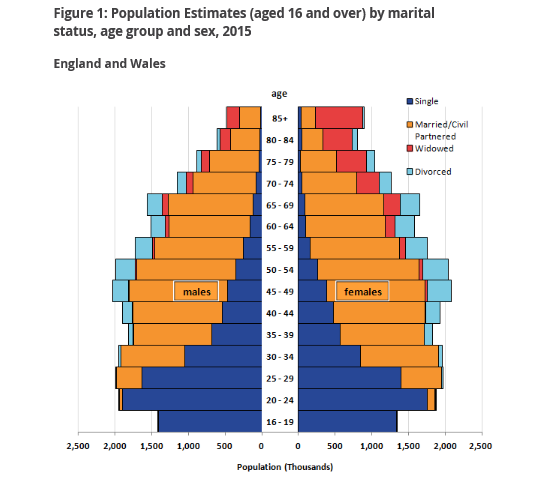 Figure 1: Population Estimates (aged 16 and over) by marital
status, age group and sex, 2015
England and Wales
age
Single
Married/Civil
Partnered
Widowed
Divorced
85+
80 - 84
75 - 79
70 - 74
65 - 69
60 - 64
55 - 59
50 - 54
45 - 49
males
females
40 - 44
35 - 39
30 - 34
25 - 29
20 - 24
16 - 19
2,500 2,000 1,500 1,000 500 0 0 500 1,000 1,500 2,000 2,500
Population (Thousands)